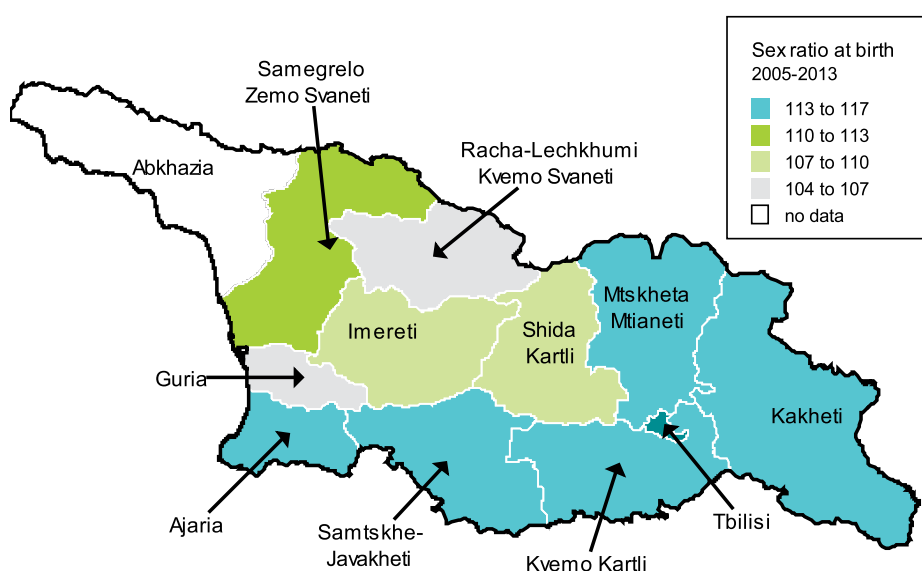 Sex ratio at birth
2005-2013
113 to 117
110 to 113
107 to 110
104 to 107
no data
Samegrelo
Zemo Svaneti
Abkhazia
Racha-Lechkhumi
Kvemo Svaneti
Mtskheta
Mtianeti
Imereti
Shida
Kartli
Guria
Kakheti
Ajaria
Samtskhe-
Javakheti
Kvemo Kartli
Tbilisi